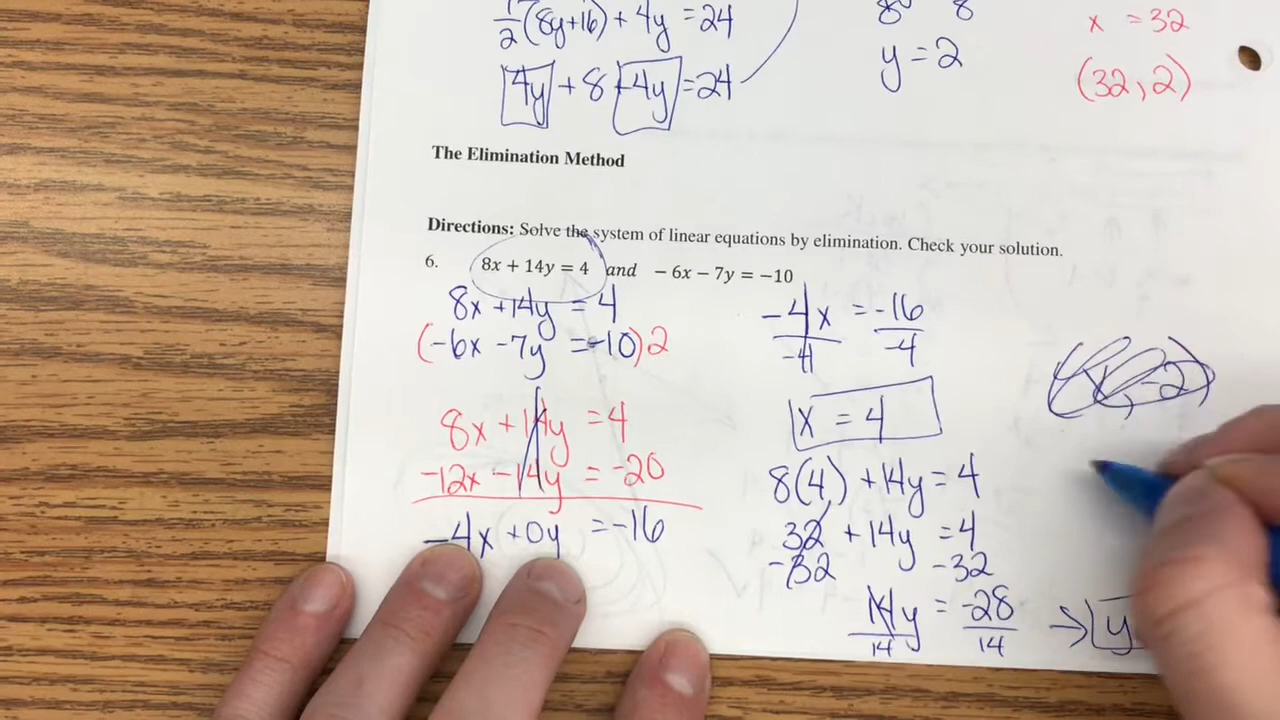 1/2(8y+16) + 4y = 24
4y + 8 + 4y = 24
8 8
y = 2
x = 32
(32, 2)
The Elimination Method
Directions: Solve the system of linear equations by elimination. Check your solution.
6. 8x + 14y = 4 and − 6x − 7y = −10
8x + 14y = 4
(-6x - 7y = -10)2
8x + 14y = 4
-12x - 14y = -20
-4x + 0y = -16
-4x = -16
-4 -4
x = 4
8(4) + 14y = 4
32 + 14y = 4
-32 -32
14y = -28
14 14
→ y